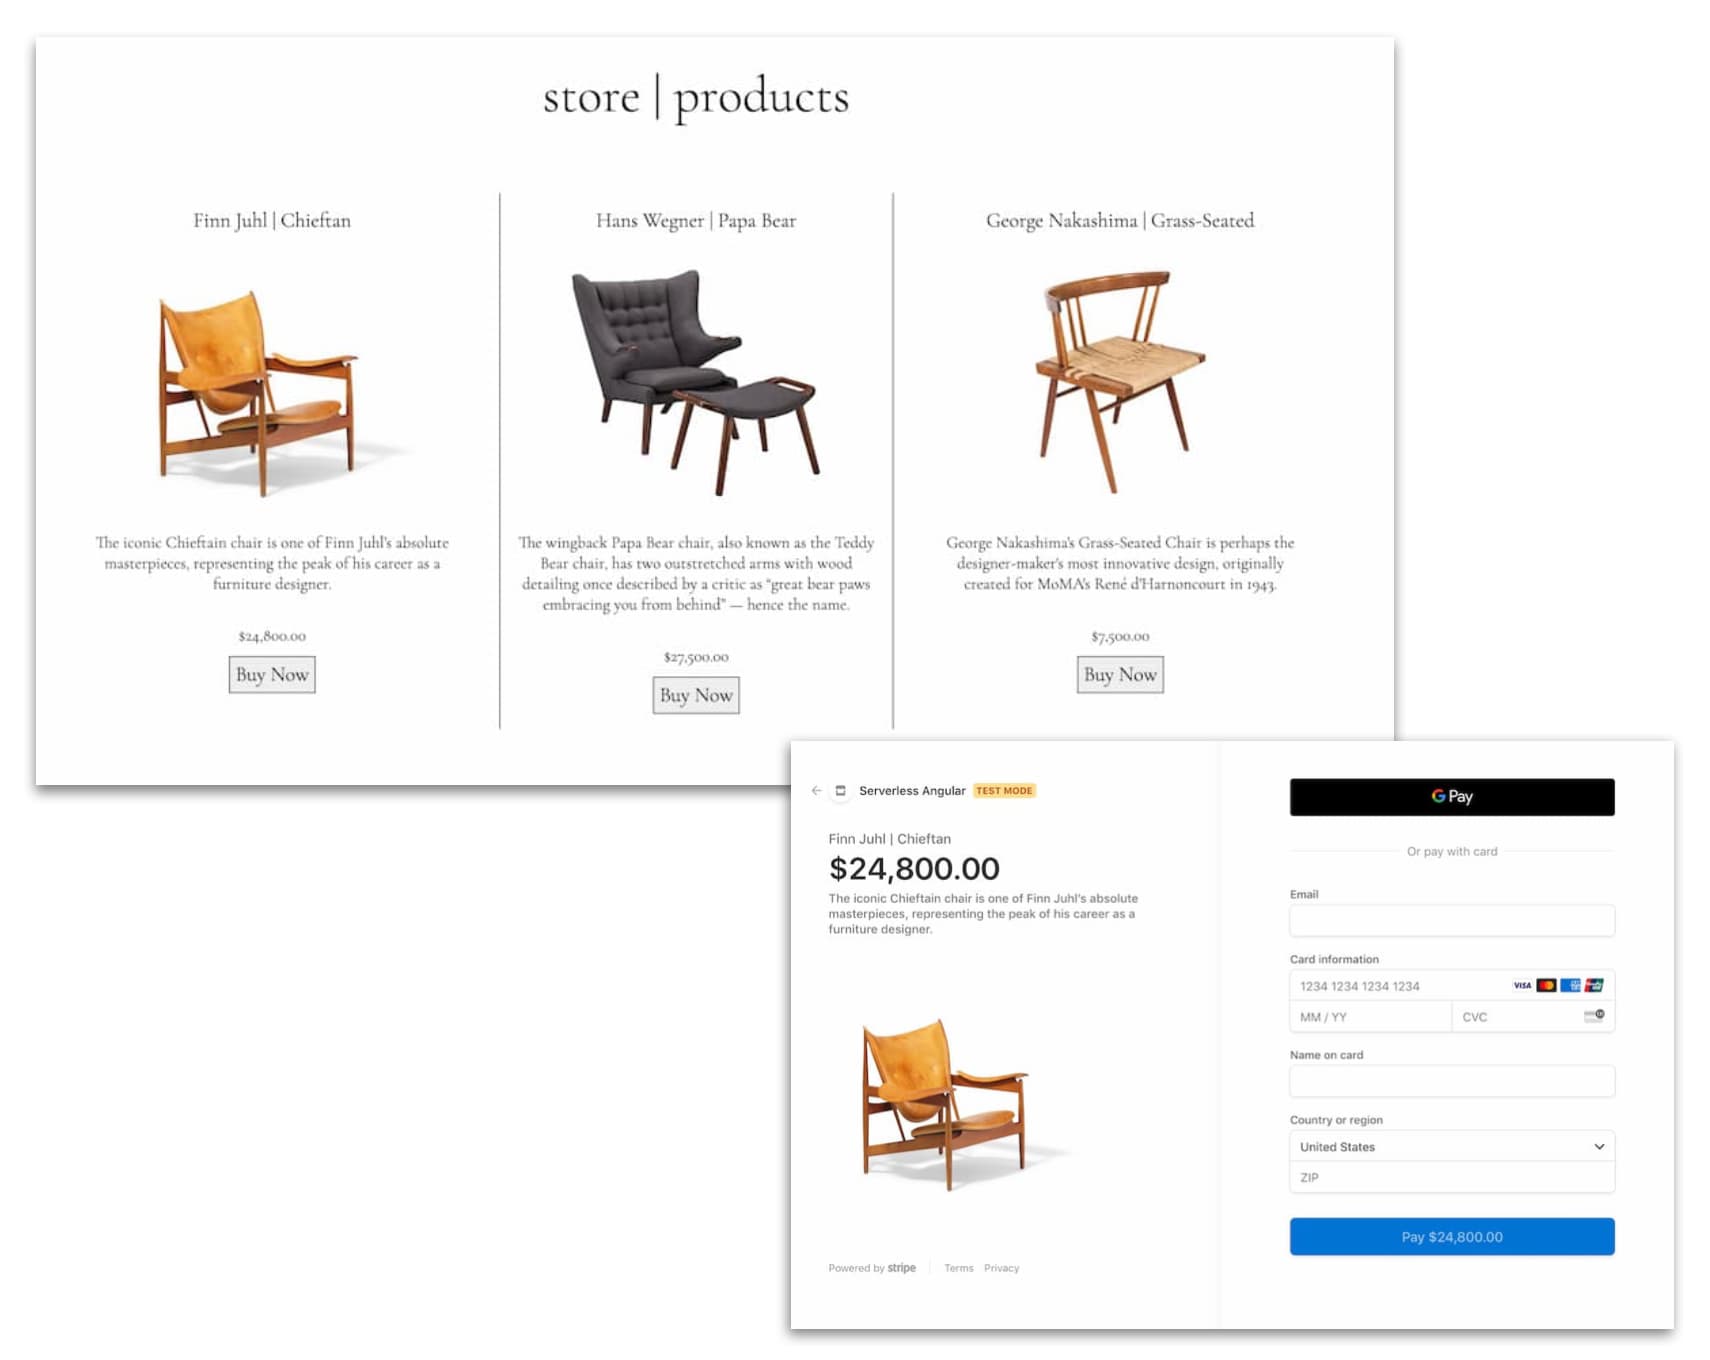 store | products
Finn Juhl | Chieftan
The iconic Chieftain chair is one of Finn Juhl's absolute
masterpieces, representing the peak of his career as a
furniture designer.
$24,800.00
Buy Now
Hans Wegner | Papa Bear
The wingback Papa Bear chair, also known as the Teddy
Bear chair, has two outstretched arms with wood
detailing once described by a critic as “great bear paws
embracing you from behind” — hence the name.
$27,500.00
Buy Now
George Nakashima | Grass-Seated
George Nakashima's Grass-Seated Chair is perhaps the
designer-maker's most innovative design, originally
created for MoMA's René d'Harnoncourt in 1943.
$7,500.00
Buy Now
Serverless Angular TEST MODE
Finn Juhl | Chieftan
$24,800.00
The iconic Chieftain chair is one of Finn Juhl's absolute
masterpieces, representing the peak of his career as a
furniture designer.
Powered by stripe Terms Privacy
G Pay
Or pay with card
Email
Card information
1234 1234 1234 1234 VISA
MM / YY CVC
Name on card
Country or region
United States
ZIP
Pay $24,800.00